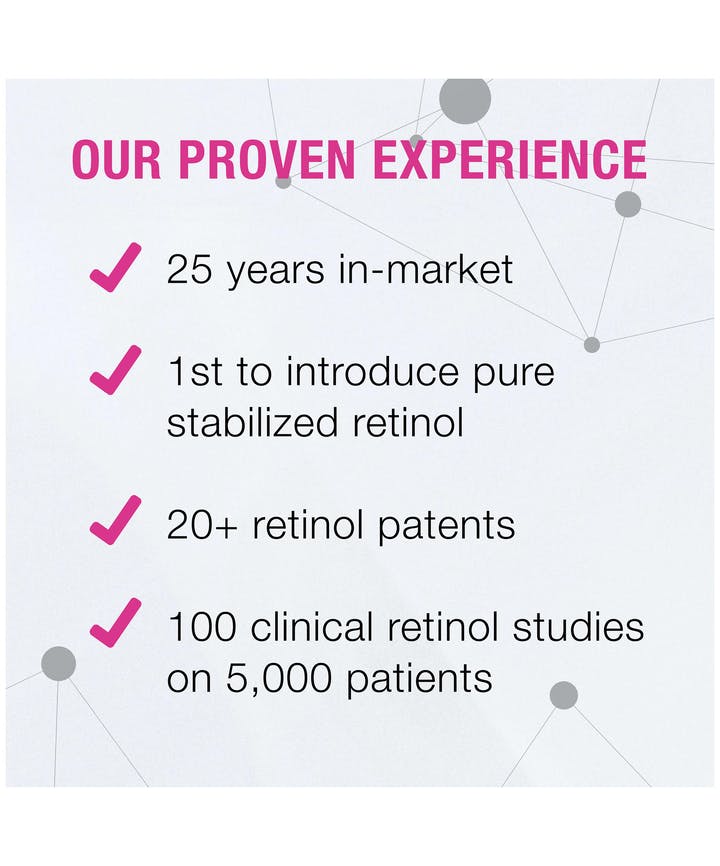 OUR PROVEN EXPERIENCE
25 years in-market
1st to introduce pure
stabilized retinol
20+ retinol patents
100 clinical retinol studies
on 5,000 patients